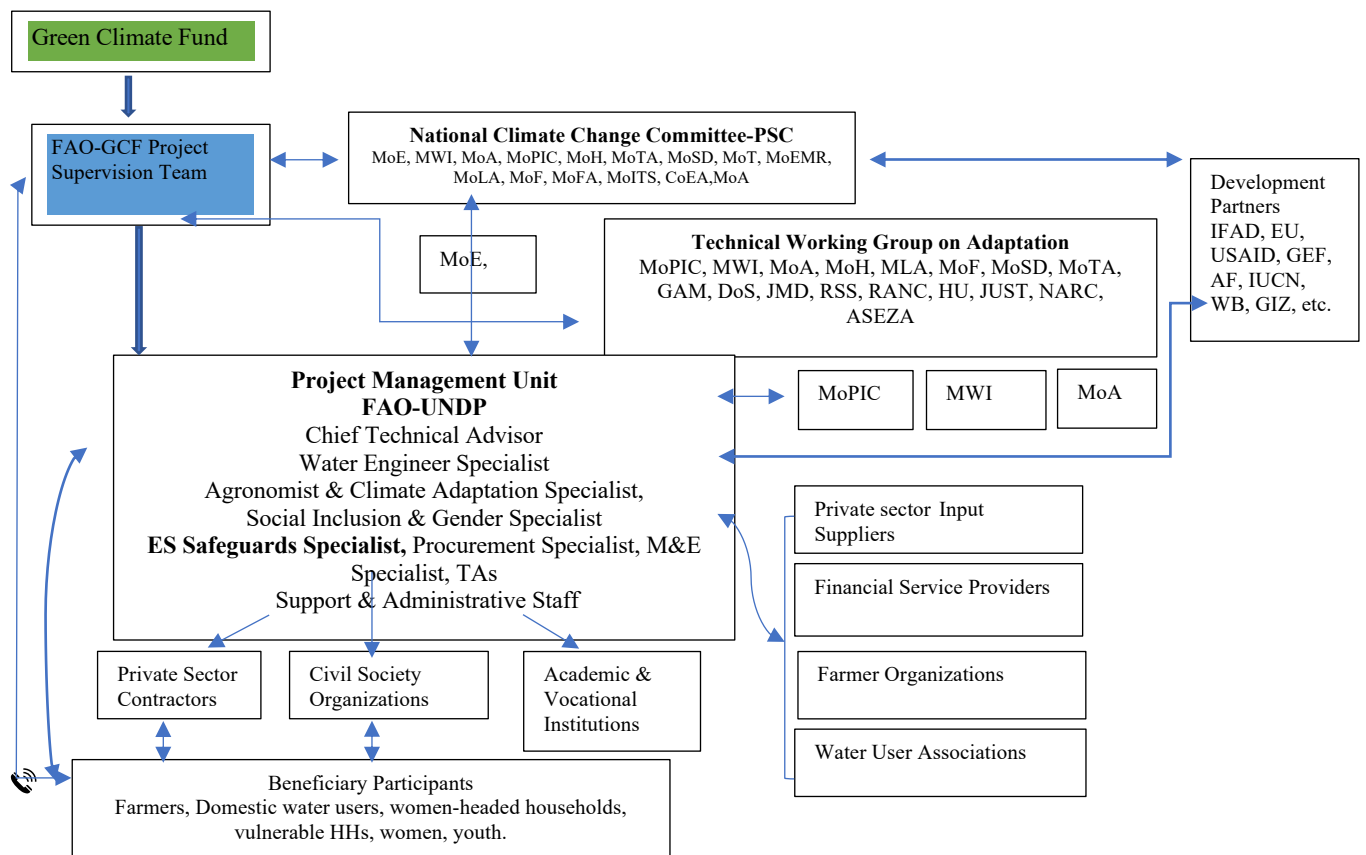 Green Climate Fund
FAO-GCF Project
Supervision Team
National Climate Change Committee-PSC
MoE, MWI, MoA, MoPIC, MoH, MoTA, MoSD, MoT, MoEMR,
MoLA, MoF, MoFA, MoITS, CoEA,MoA
Development
Partners
IFAD, EU,
USAID, GEF,
AF, IUCN,
WB, GIZ, etc.
MoE,
Technical Working Group on Adaptation
MoPIC, MWI, MoA, MoH, MLA, MoF, MoSD, MoTA,
GAM, DoS, JMD, RSS, RANC, HU, JUST, NARC,
ASEZA
Project Management Unit
FAO-UNDP
Chief Technical Advisor
Water Engineer Specialist
Agronomist & Climate Adaptation Specialist,
Social Inclusion & Gender Specialist
ES Safeguards Specialist, Procurement Specialist, M&E
Specialist, TAs
Support & Administrative Staff
MoPIC
MWI
MoA
Private sector Input
Suppliers
Financial Service Providers
Farmer Organizations
Water User Associations
Private Sector
Contractors
Civil Society
Organizations
Academic &
Vocational
Institutions
Beneficiary Participants
Farmers, Domestic water users, women-headed households,
vulnerable HHs, women, youth.